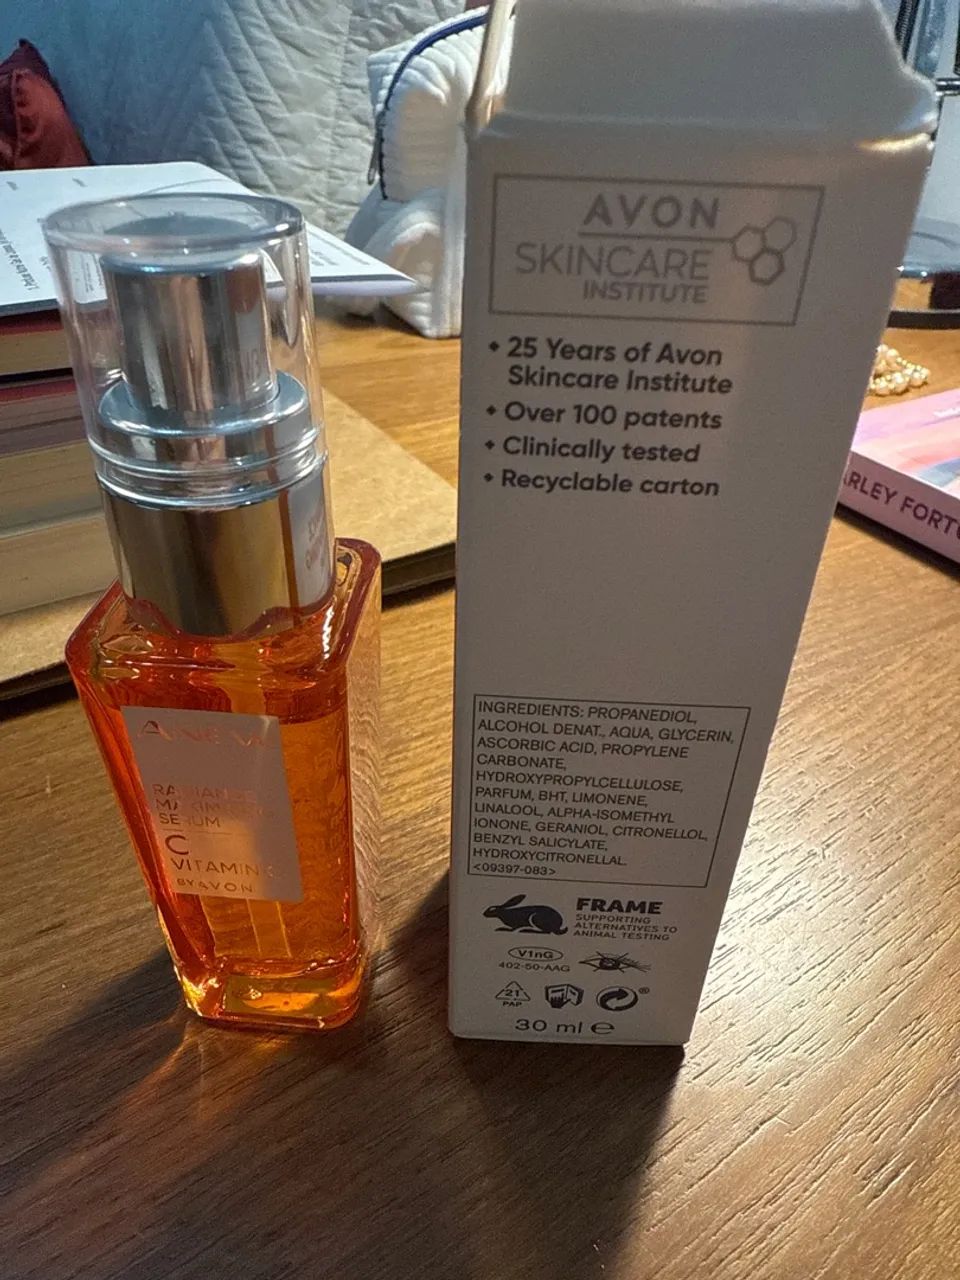 AVON
SKINCARE
INSTITUTE
• 25 Years of Avon
Skincare Institute
• Over 100 patents
• Clinically tested
• Recyclable carton
INGREDIENTS: PROPANEDIOL,
ALCOHOL DENAT., AQUA, GLYCERIN,
ASCORBIC ACID, PROPYLENE
CARBONATE,
HYDROXYPROPYLCELLULOSE,
PARFUM, BHT, LIMONENE,
LINALOOL, ALPHA-ISOMETHYL
IONONE, GERANIOL, CITRONELLOL,
BENZYL SALICYLATE,
HYDROXYCITRONELLAL.
<09397-083>
FRAME
SUPPORTING
ALTERNATIVES TO
ANIMAL TESTING
V1nG
402-50-AAG
21
PAP
30 ml e
ANEW
RADIANCE
MAXIMISING
SERUM
C
VITAMIN C
BY AVON
ARLEY FORT